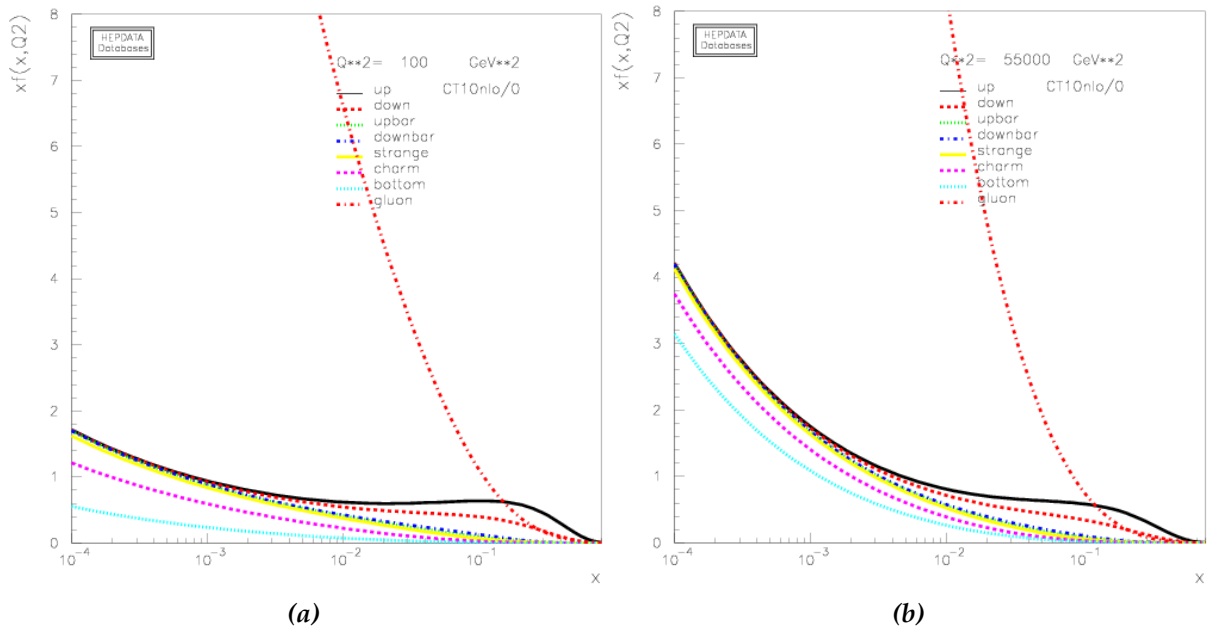 HEPDATA
Databases
xf(x,Q2)
Q**2= 100 GeV**2
up CT10nlo/0
down
upbar
downbar
strange
charm
bottom
gluon
8
7
6
5
4
3
2
1
0
10⁻⁴
10⁻³
10⁻²
10⁻¹
x
(a)
HEPDATA
Databases
xf(x,Q2)
Q**2= 55000 GeV**2
up CT10nlo/0
down
upbar
downbar
strange
charm
bottom
gluon
8
7
6
5
4
3
2
1
0
10⁻⁴
10⁻³
10⁻²
10⁻¹
x
(b)